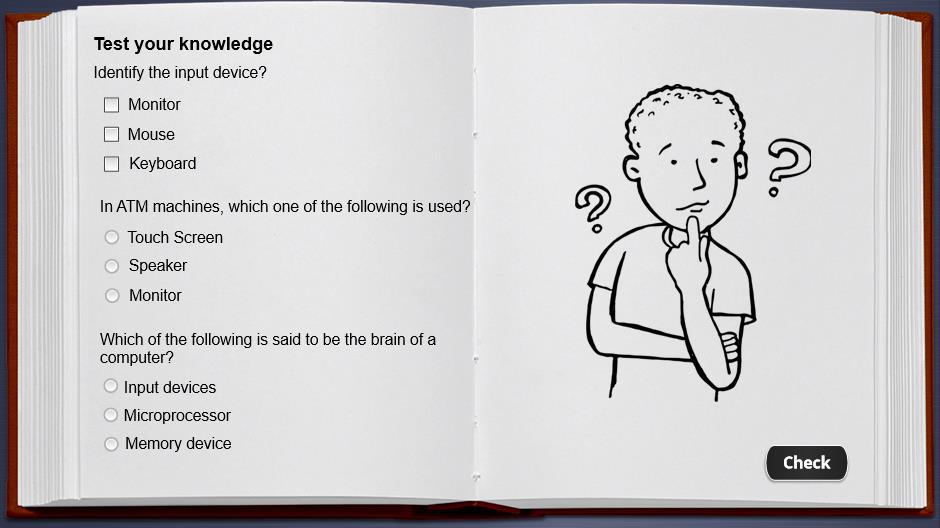 Test your knowledge
Identify the input device?
Monitor
Mouse
Keyboard
In ATM machines, which one of the following is used?
Touch Screen
Speaker
Monitor
Which of the following is said to be the brain of a
computer?
Input devices
Microprocessor
Memory device
? ?
Check